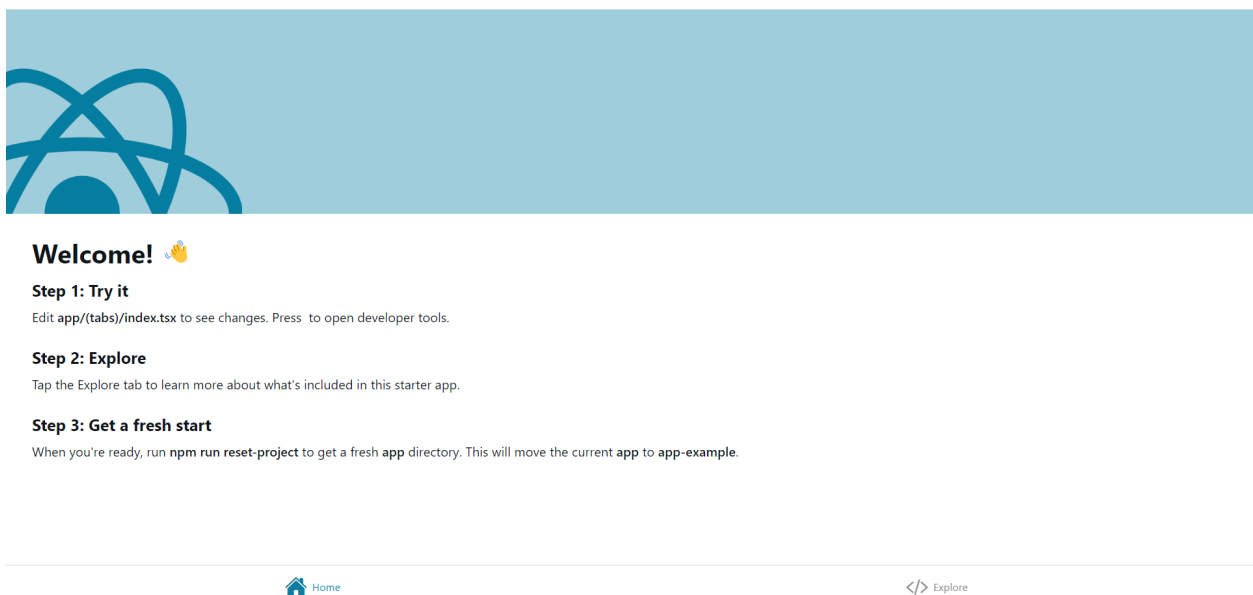 Welcome! 👋
Step 1: Try it
Edit app/(tabs)/index.tsx to see changes. Press  to open developer tools.
Step 2: Explore
Tap the Explore tab to learn more about what's included in this starter app.
Step 3: Get a fresh start
When you're ready, run npm run reset-project to get a fresh app directory. This will move the current app to app-example.
Home
</> Explore